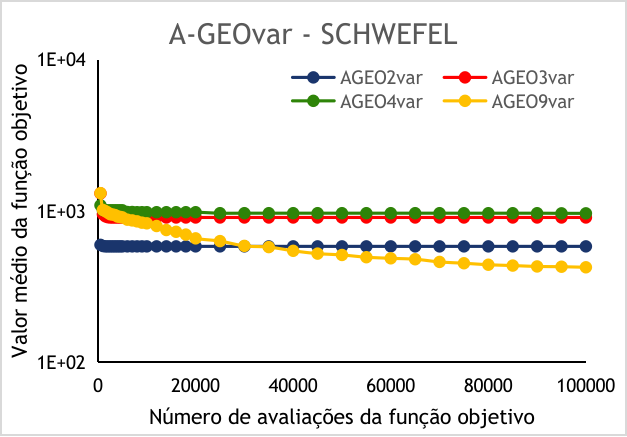 A-GEOvar - SCHWEFEL
AGEO2var AGEO3var
AGEO4var AGEO9var
Valor médio da função objetivo
1E+04
1E+03
1E+02
0 20000 40000 60000 80000 100000
Número de avaliações da função objetivo